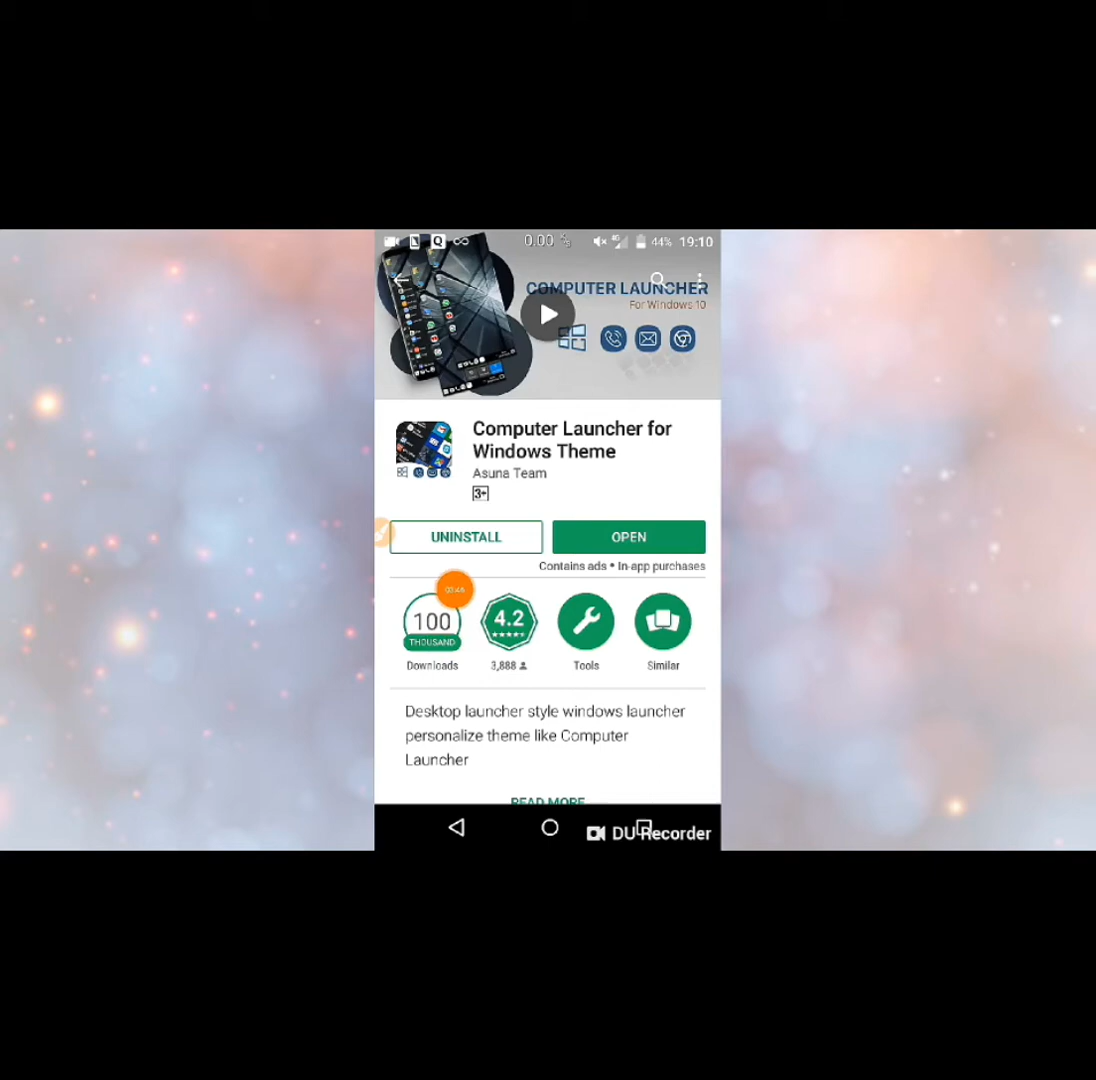 0.00 44% 19:10
COMPUTER LAUNCHER
For Windows 10
Computer Launcher for
Windows Theme
Asuna Team
3+
UNINSTALL
OPEN
Contains ads • In-app purchases
03:46
100
THOUSAND
Downloads
4.2
3,888
Tools
Similar
Desktop launcher style windows launcher
personalize theme like Computer
Launcher
READ MORE
DU Recorder